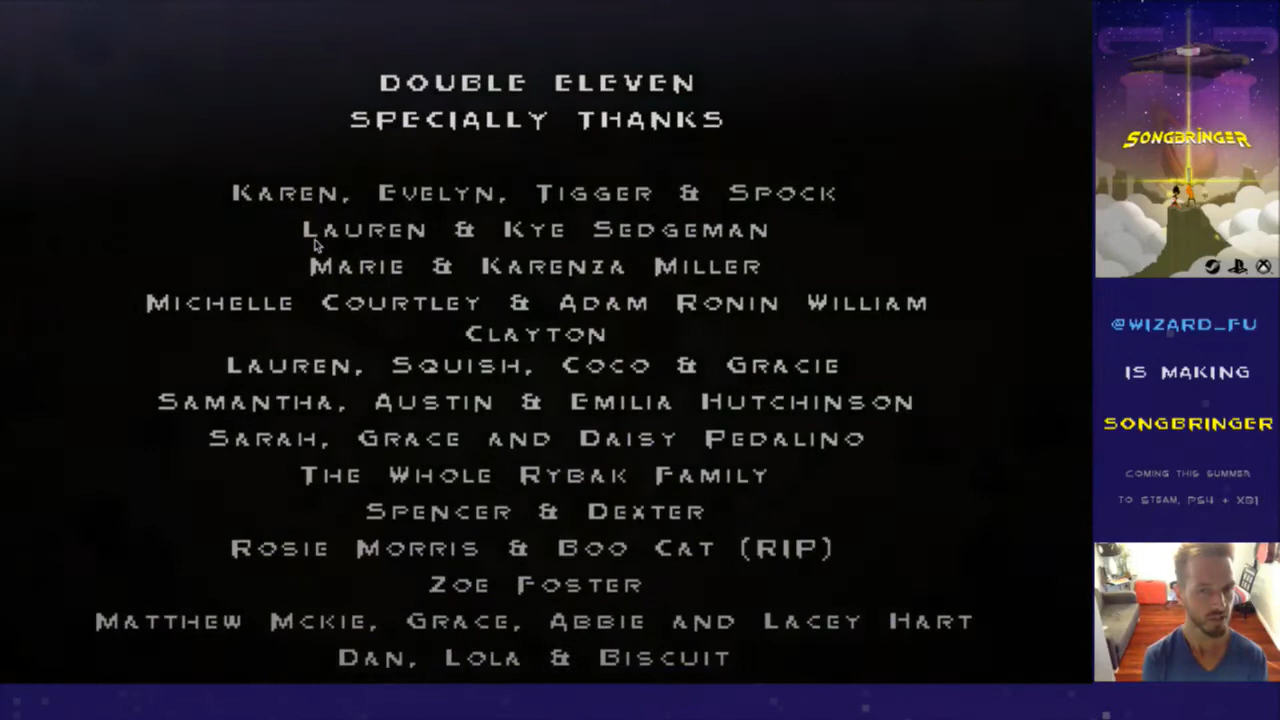 DOUBLE ELEVEN
SPECIALLY THANKS
KAREN, EVELYN, TIGGER & SPOCK
LAUREN & KYE SEDGEMAN
MARIE & KARENZA MILLER
MICHELLE COURTLEY & ADAM RONIN WILLIAM
CLAYTON
LAUREN, SQUISH, COCO & GRACIE
SAMANTHA, AUSTIN & EMILIA HUTCHINSON
SARAH, GRACE AND DAISY PEDALINO
THE WHOLE RYBAK FAMILY
SPENCER & DEXTER
ROSIE MORRIS & BOO CAT (RIP)
ZOE FOSTER
MATTHEW MCKIE, GRACE, ABBIE AND LACEY HART
DAN, LOLA & BISCUIT
SONGBRINGER
@WIZARD_FU
IS MAKING
SONGBRINGER
COMING THIS SUMMER
TO STEAM, PS4 + XB1